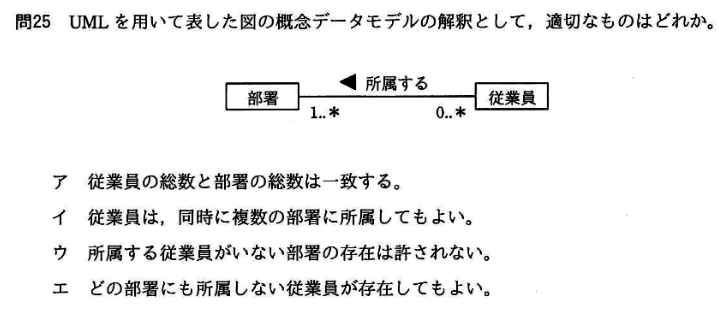 問25 UMLを用いて表した図の概念データモデルの解釈として，適切なものはどれか。
◀ 所属する
部署 従業員
1..* 0..*
ア 従業員の総数と部署の総数は一致する。
イ 従業員は，同時に複数の部署に所属してもよい。
ウ 所属する従業員がいない部署の存在は許されない。
エ どの部署にも所属しない従業員が存在してもよい。